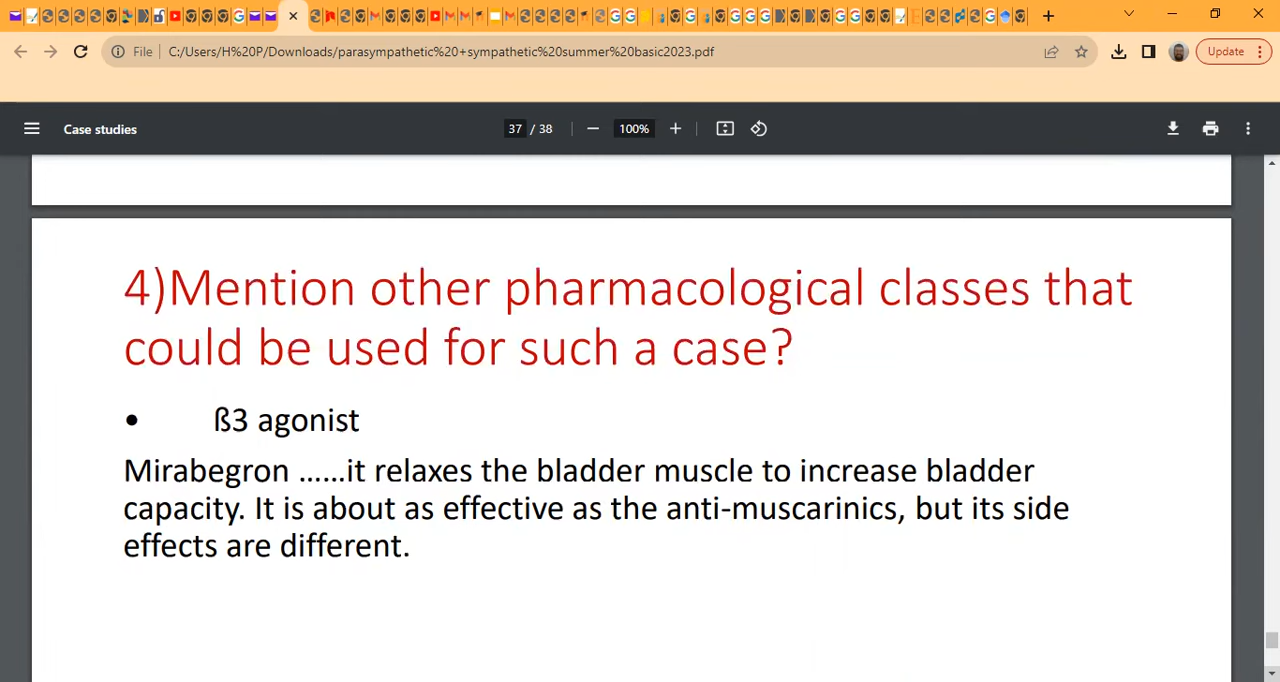 File C:/Users/H%20P/Downloads/parasympathetic%20+sympathetic%20summer%20basic2023.pdf
Update
Case studies
37 / 38
100%
4)Mention other pharmacological classes that
could be used for such a case?
• ß3 agonist
Mirabegron ......it relaxes the bladder muscle to increase bladder
capacity. It is about as effective as the anti-muscarinics, but its side
effects are different.